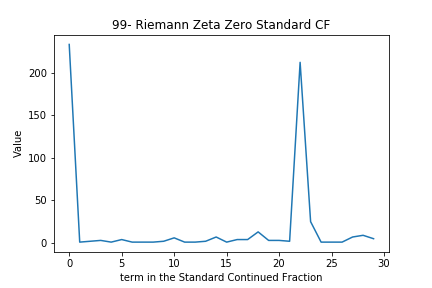 99- Riemann Zeta Zero Standard CF
Value
200
150
100
50
0
0 5 10 15 20 25 30
term in the Standard Continued Fraction